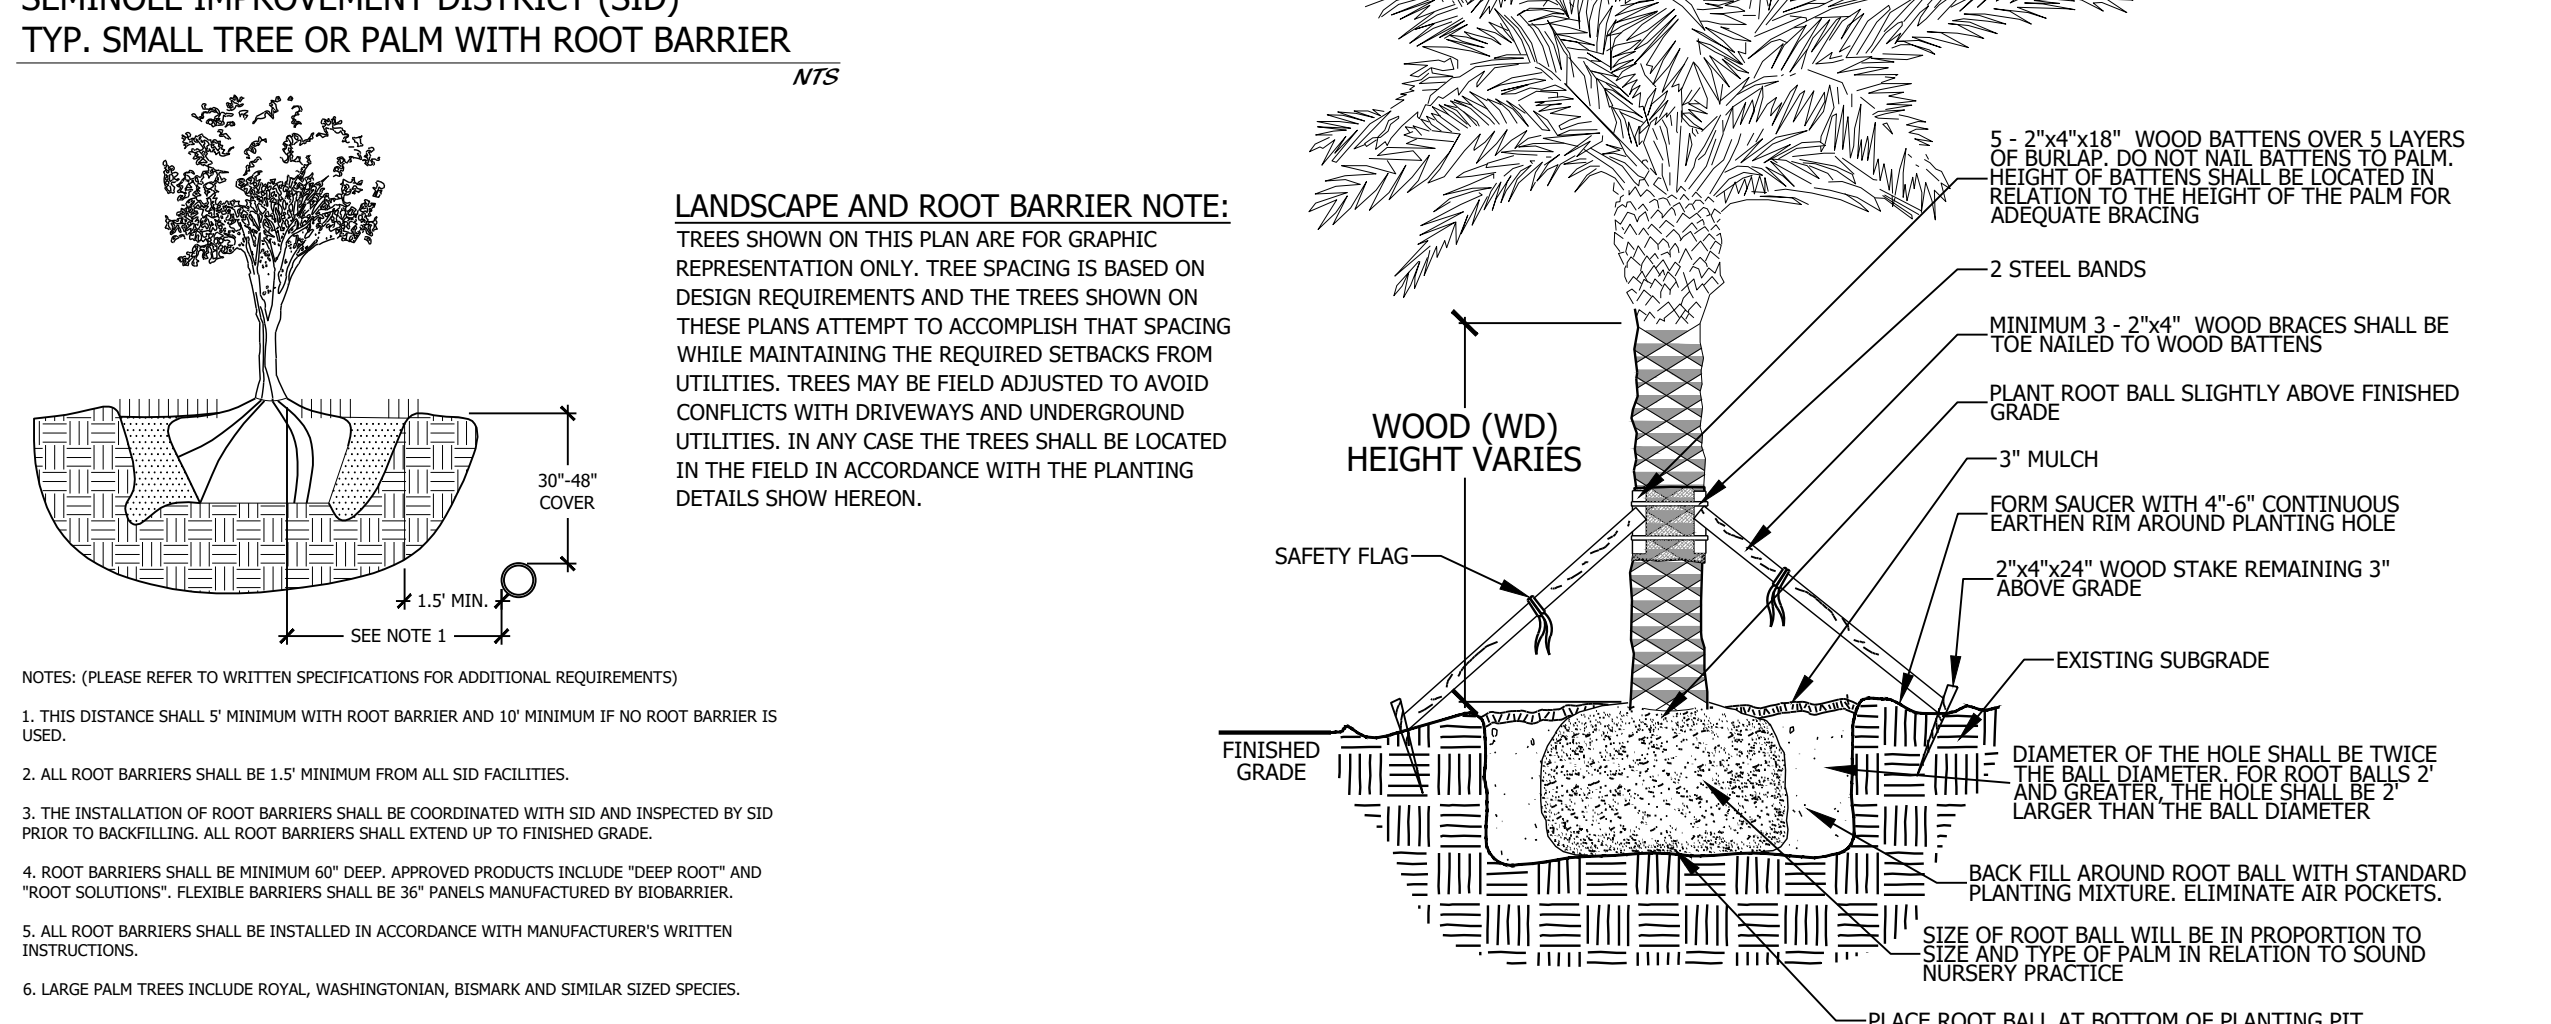 SEMINOLE IMPROVEMENT DISTRICT (SID)
TYP. SMALL TREE OR PALM WITH ROOT BARRIER
NTS
30"-48"
COVER
1.5' MIN.
SEE NOTE 1
NOTES: (PLEASE REFER TO WRITTEN SPECIFICATIONS FOR ADDITIONAL REQUIREMENTS)
1. THIS DISTANCE SHALL 5' MINIMUM WITH ROOT BARRIER AND 10' MINIMUM IF NO ROOT BARRIER IS
USED.
2. ALL ROOT BARRIERS SHALL BE 1.5' MINIMUM FROM ALL SID FACILITIES.
3. THE INSTALLATION OF ROOT BARRIERS SHALL BE COORDINATED WITH SID AND INSPECTED BY SID
PRIOR TO BACKFILLING. ALL ROOT BARRIERS SHALL EXTEND UP TO FINISHED GRADE.
4. ROOT BARRIERS SHALL BE MINIMUM 60" DEEP. APPROVED PRODUCTS INCLUDE "DEEP ROOT" AND
"ROOT SOLUTIONS". FLEXIBLE BARRIERS SHALL BE 36" PANELS MANUFACTURED BY BIOBARRIER.
5. ALL ROOT BARRIERS SHALL BE INSTALLED IN ACCORDANCE WITH MANUFACTURER'S WRITTEN
INSTRUCTIONS.
6. LARGE PALM TREES INCLUDE ROYAL, WASHINGTONIAN, BISMARK AND SIMILAR SIZED SPECIES.
LANDSCAPE AND ROOT BARRIER NOTE:
TREES SHOWN ON THIS PLAN ARE FOR GRAPHIC
REPRESENTATION ONLY. TREE SPACING IS BASED ON
DESIGN REQUIREMENTS AND THE TREES SHOWN ON
THESE PLANS ATTEMPT TO ACCOMPLISH THAT SPACING
WHILE MAINTAINING THE REQUIRED SETBACKS FROM
UTILITIES. TREES MAY BE FIELD ADJUSTED TO AVOID
CONFLICTS WITH DRIVEWAYS AND UNDERGROUND
UTILITIES. IN ANY CASE THE TREES SHALL BE LOCATED
IN THE FIELD IN ACCORDANCE WITH THE PLANTING
DETAILS SHOW HEREON.
WOOD (WD)
HEIGHT VARIES
SAFETY FLAG
FINISHED
GRADE
5 - 2"x4"x18" WOOD BATTENS OVER 5 LAYERS
OF BURLAP. DO NOT NAIL BATTENS TO PALM.
HEIGHT OF BATTENS SHALL BE LOCATED IN
RELATION TO THE HEIGHT OF THE PALM FOR
ADEQUATE BRACING
2 STEEL BANDS
MINIMUM 3 - 2"x4" WOOD BRACES SHALL BE
TOE NAILED TO WOOD BATTENS
PLANT ROOT BALL SLIGHTLY ABOVE FINISHED
GRADE
3" MULCH
FORM SAUCER WITH 4"-6" CONTINUOUS
EARTHEN RIM AROUND PLANTING HOLE
2"x4"x24" WOOD STAKE REMAINING 3"
ABOVE GRADE
EXISTING SUBGRADE
DIAMETER OF THE HOLE SHALL BE TWICE
THE BALL DIAMETER. FOR ROOT BALLS 2'
AND GREATER, THE HOLE SHALL BE 2'
LARGER THAN THE BALL DIAMETER
BACK FILL AROUND ROOT BALL WITH STANDARD
PLANTING MIXTURE. ELIMINATE AIR POCKETS.
SIZE OF ROOT BALL WILL BE IN PROPORTION TO
SIZE AND TYPE OF PALM IN RELATION TO SOUND
NURSERY PRACTICE
PLACE ROOT BALL AT BOTTOM OF PLANTING PIT